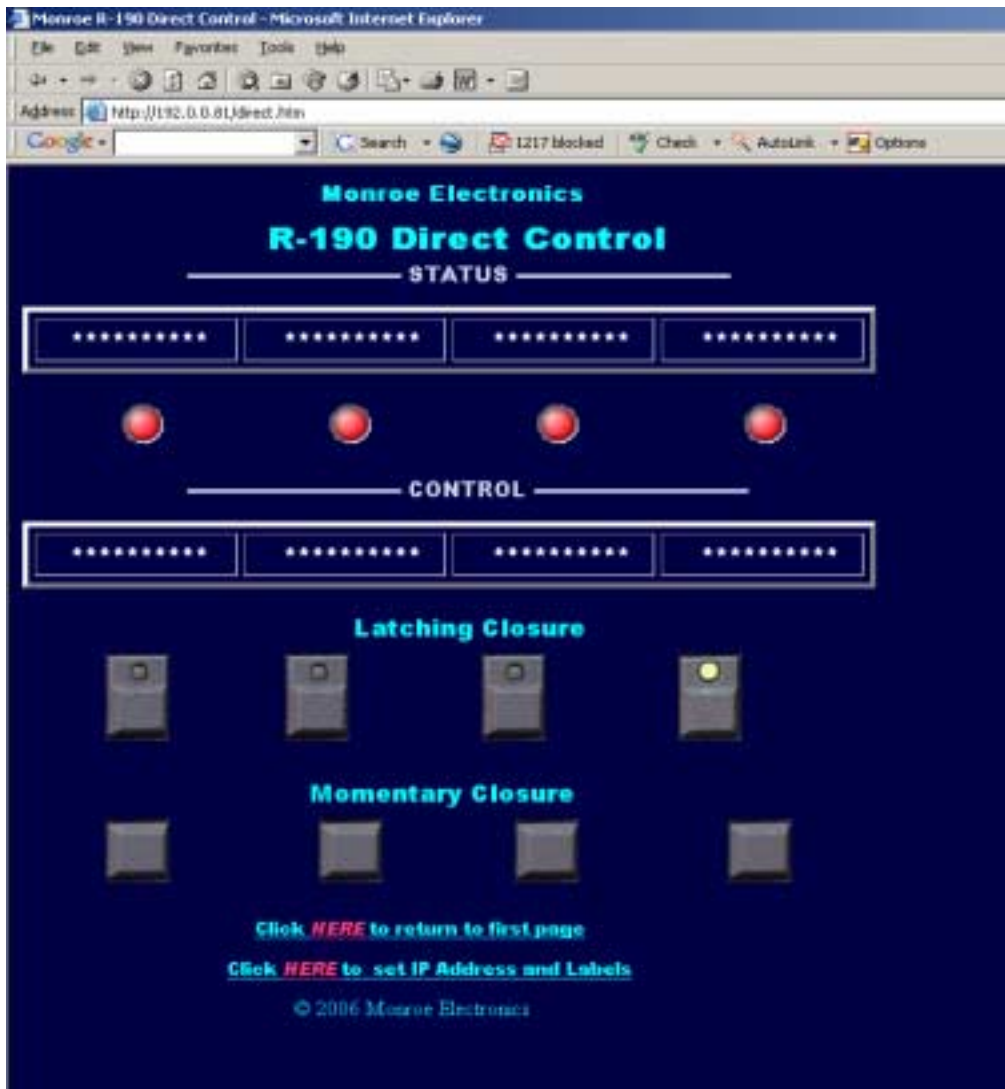 Monroe R-190 Direct Control - Microsoft Internet Explorer
File Edit View Favorites Tools Help
Address http://192.0.0.81/direct.htm
Google Search 1217 blocked Check AutoLink Options
Monroe Electronics
R-190 Direct Control
STATUS
********** ********** ********** **********
CONTROL
********** ********** ********** **********
Latching Closure
Momentary Closure
Click HERE to return to first page
Click HERE to set IP Address and Labels
© 2006 Monroe Electronics